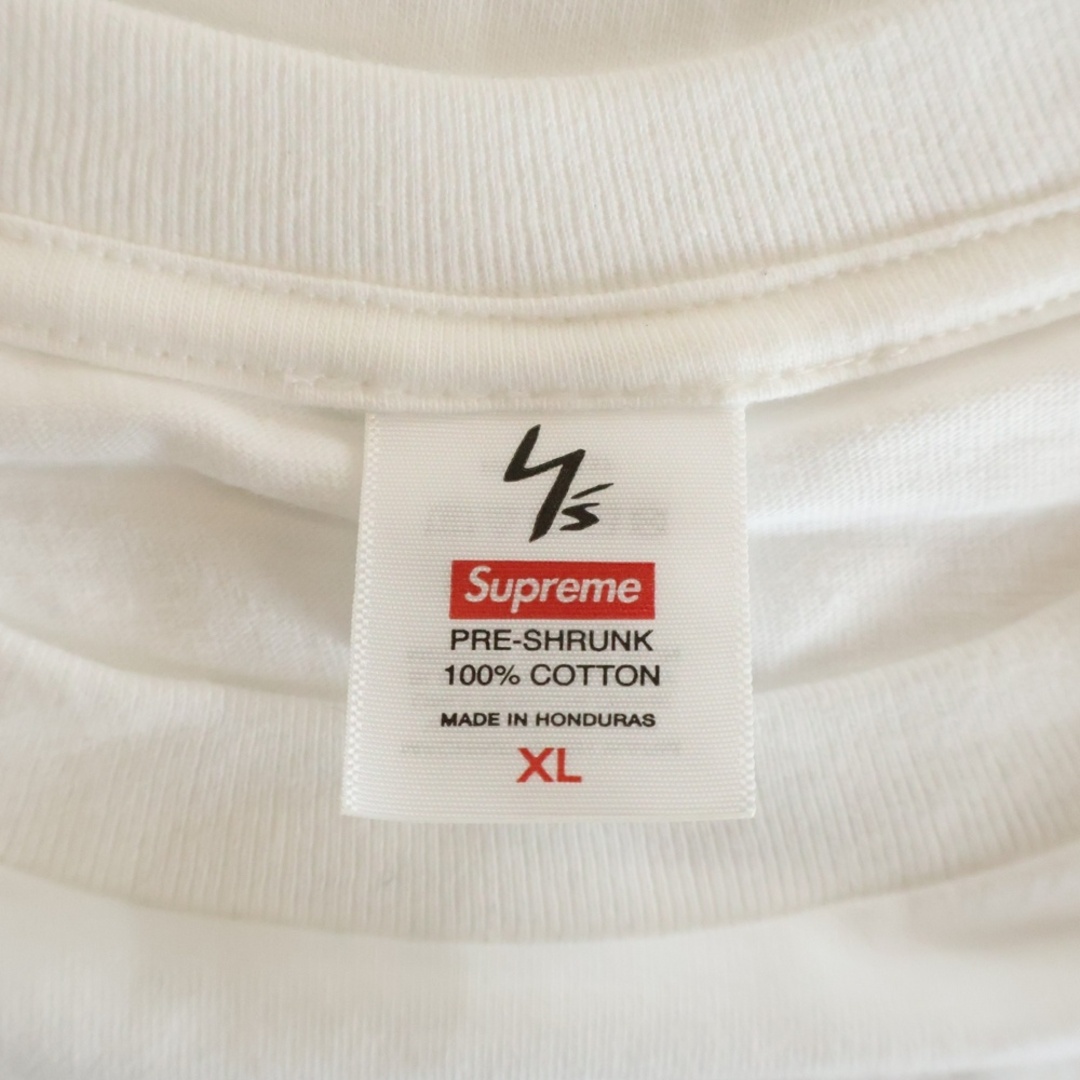 Y's
Supreme
PRE-SHRUNK
100% COTTON
MADE IN HONDURAS
XL